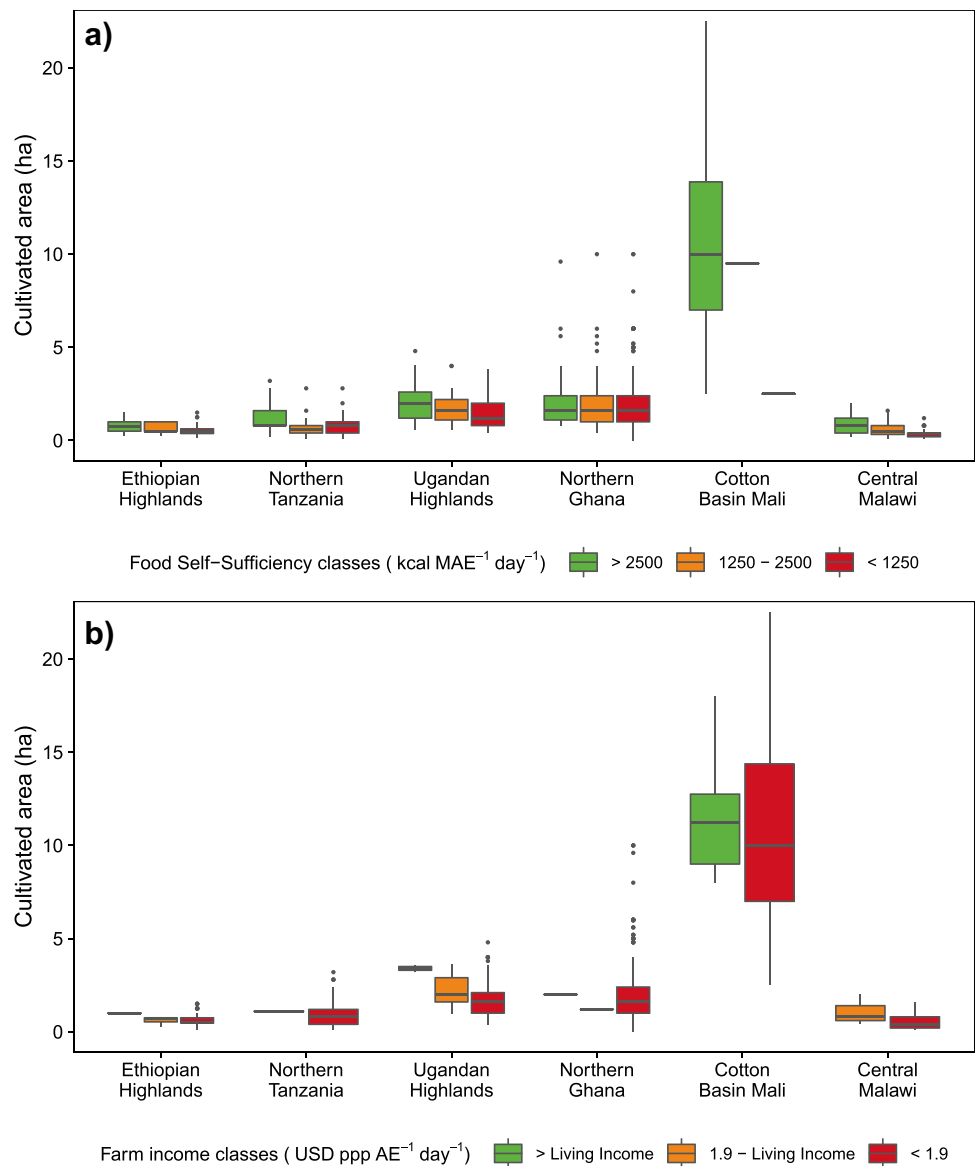 a)
Cultivated area (ha)
20
15
10
5
0
Ethiopian Highlands
Northern Tanzania
Ugandan Highlands
Northern Ghana
Cotton Basin Mali
Central Malawi
Food Self−Sufficiency classes ( kcal MAE⁻¹ day⁻¹) > 2500 1250 − 2500 < 1250
b)
Cultivated area (ha)
20
15
10
5
0
Ethiopian Highlands
Northern Tanzania
Ugandan Highlands
Northern Ghana
Cotton Basin Mali
Central Malawi
Farm income classes ( USD ppp AE⁻¹ day⁻¹) > Living Income 1.9 − Living Income < 1.9